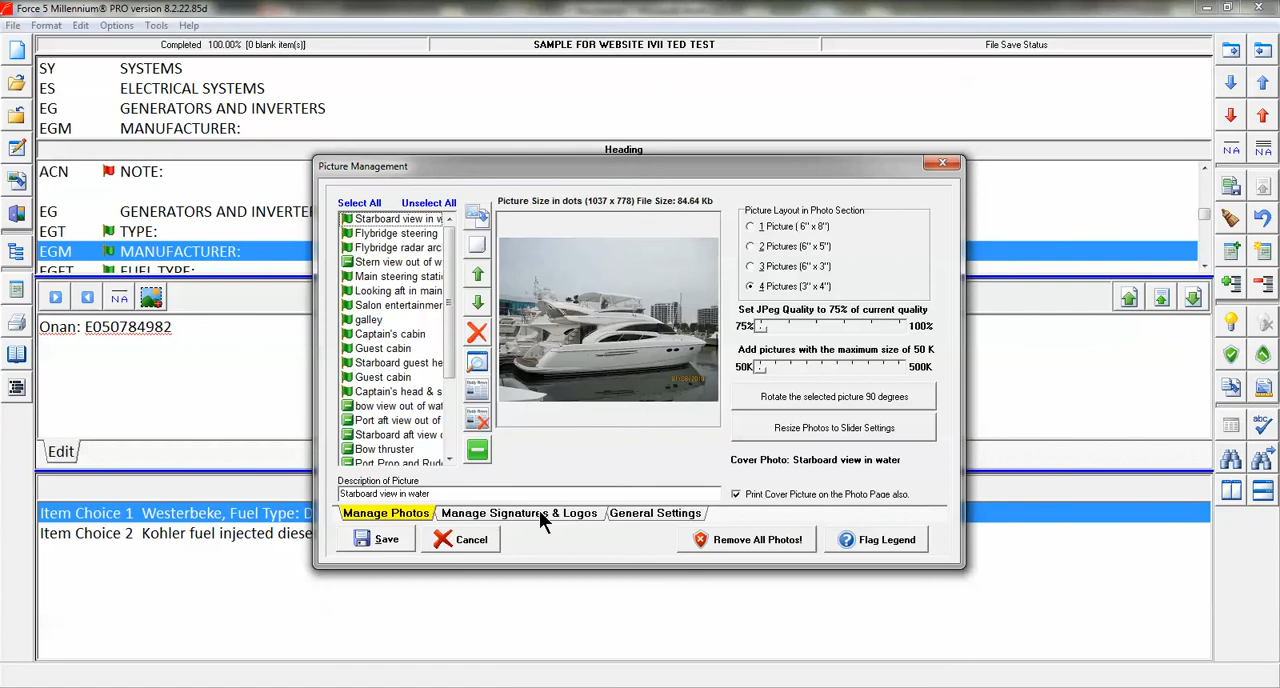 Force 5 Millennium® PRO version 8.2.22.85d
File Format Edit Options Tools Help
Completed 100.00% [0 blank item(s)] SAMPLE FOR WEBSITE IVII TED TEST File Save Status
SY SYSTEMS
ES ELECTRICAL SYSTEMS
EG GENERATORS AND INVERTERS
EGM MANUFACTURER:
Heading
ACN NOTE:
EG GENERATORS AND INVERTE
EGT TYPE:
EGM MANUFACTURER:
EGFT FUEL TYPE:
NA
NA NA
Onan: E050784982
Edit
Item Choice 1 Westerbeke, Fuel Type: D
Item Choice 2 Kohler fuel injected diese
Picture Management
Select All Unselect All
Starboard view in w
Flybridge steering
Flybridge radar arc
Stern view out of w
Main steering stati
Looking aft in main
Salon entertainmer
galley
Captain's cabin
Guest cabin
Starboard guest he
Guest cabin
Captain's head & s
bow view out of wat
Port aft view out of
Starboard aft view o
Bow thruster
Port Prop and Rud
Picture Size in dots (1037 x 778) File Size: 84.64 Kb
Description of Picture
Starboard view in water
Picture Layout in Photo Section
1 Picture ( 6" x 8")
2 Pictures (6" x 5")
3 Pictures (6" x 3")
4 Pictures (3" x 4")
Set JPeg Quality to 75% of current quality
75% 100%
Add pictures with the maximum size of 50 K
50K 500K
Rotate the selected picture 90 degrees
Resize Photos to Slider Settings
Cover Photo: Starboard view in water
Print Cover Picture on the Photo Page also.
Manage Photos Manage Signatures & Logos General Settings
Save Cancel Remove All Photos! Flag Legend
abc